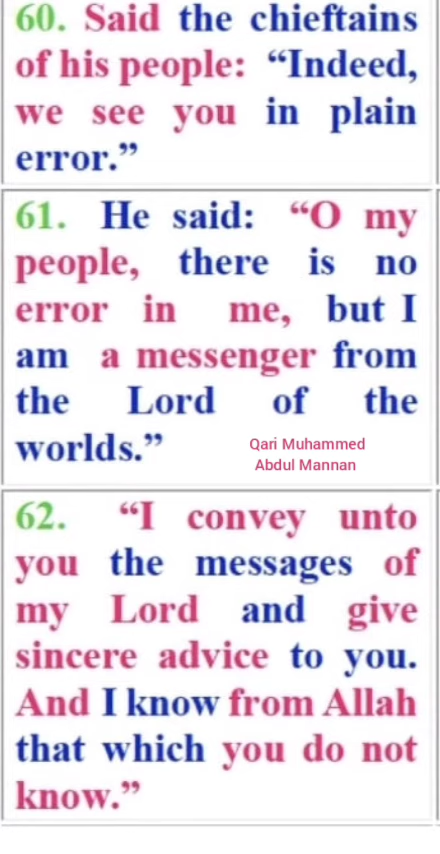 60. Said the chieftains
of his people: “Indeed,
we see you in plain
error.”
61. He said: “O my
people, there is no
error in me, but I
am a messenger from
the Lord of the
worlds.”
Qari Muhammed
Abdul Mannan
62. “I convey unto
you the messages of
my Lord and give
sincere advice to you.
And I know from Allah
that which you do not
know.”